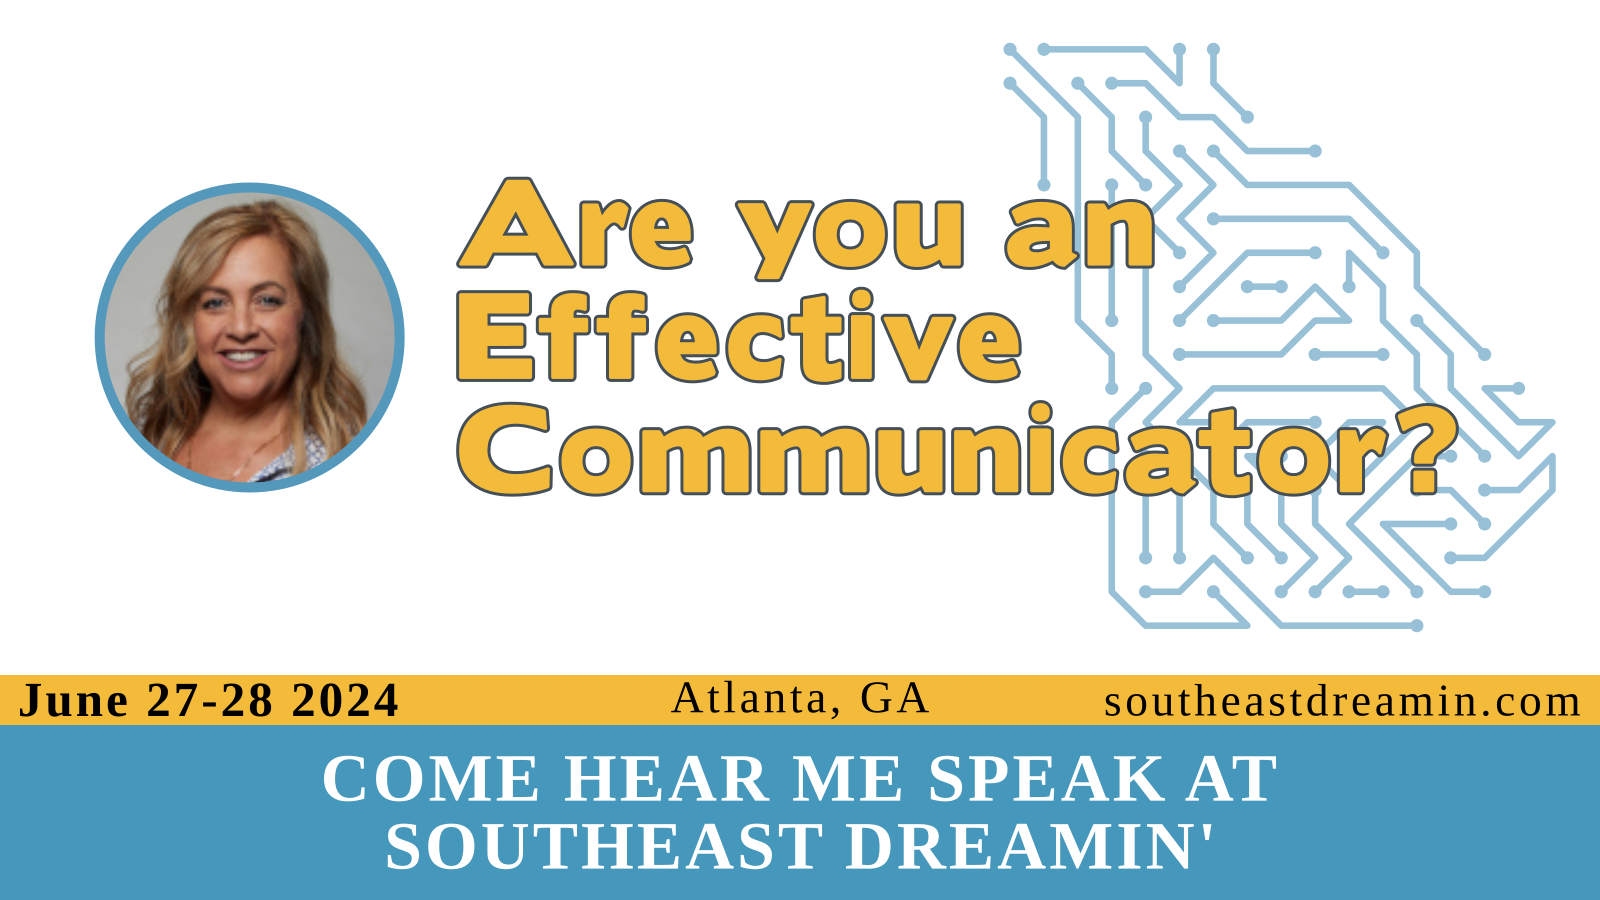 Are you an
Effective
Communicator?
June 27-28 2024
Atlanta, GA
southeastdreamin.com
COME HEAR ME SPEAK AT
SOUTHEAST DREAMIN'